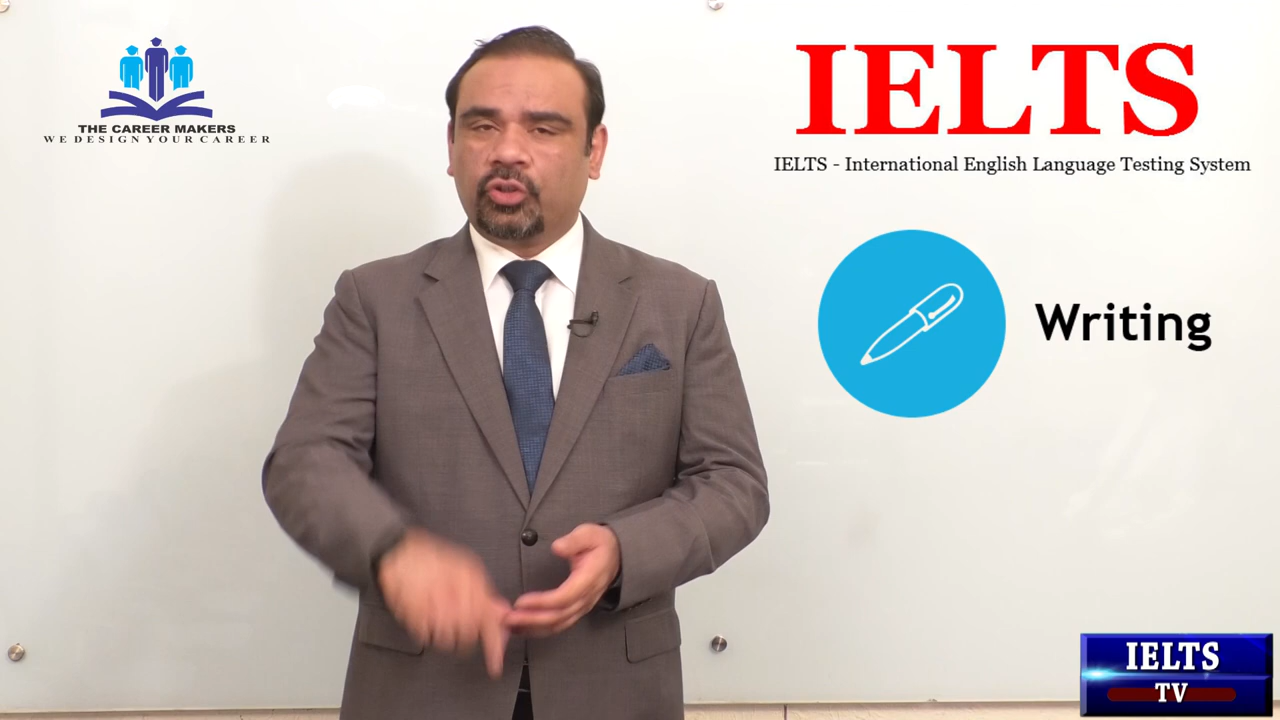 THE CAREER MAKERS
WE DESIGN YOUR CAREER
IELTS
IELTS - International English Language Testing System
Writing
IELTS
TV